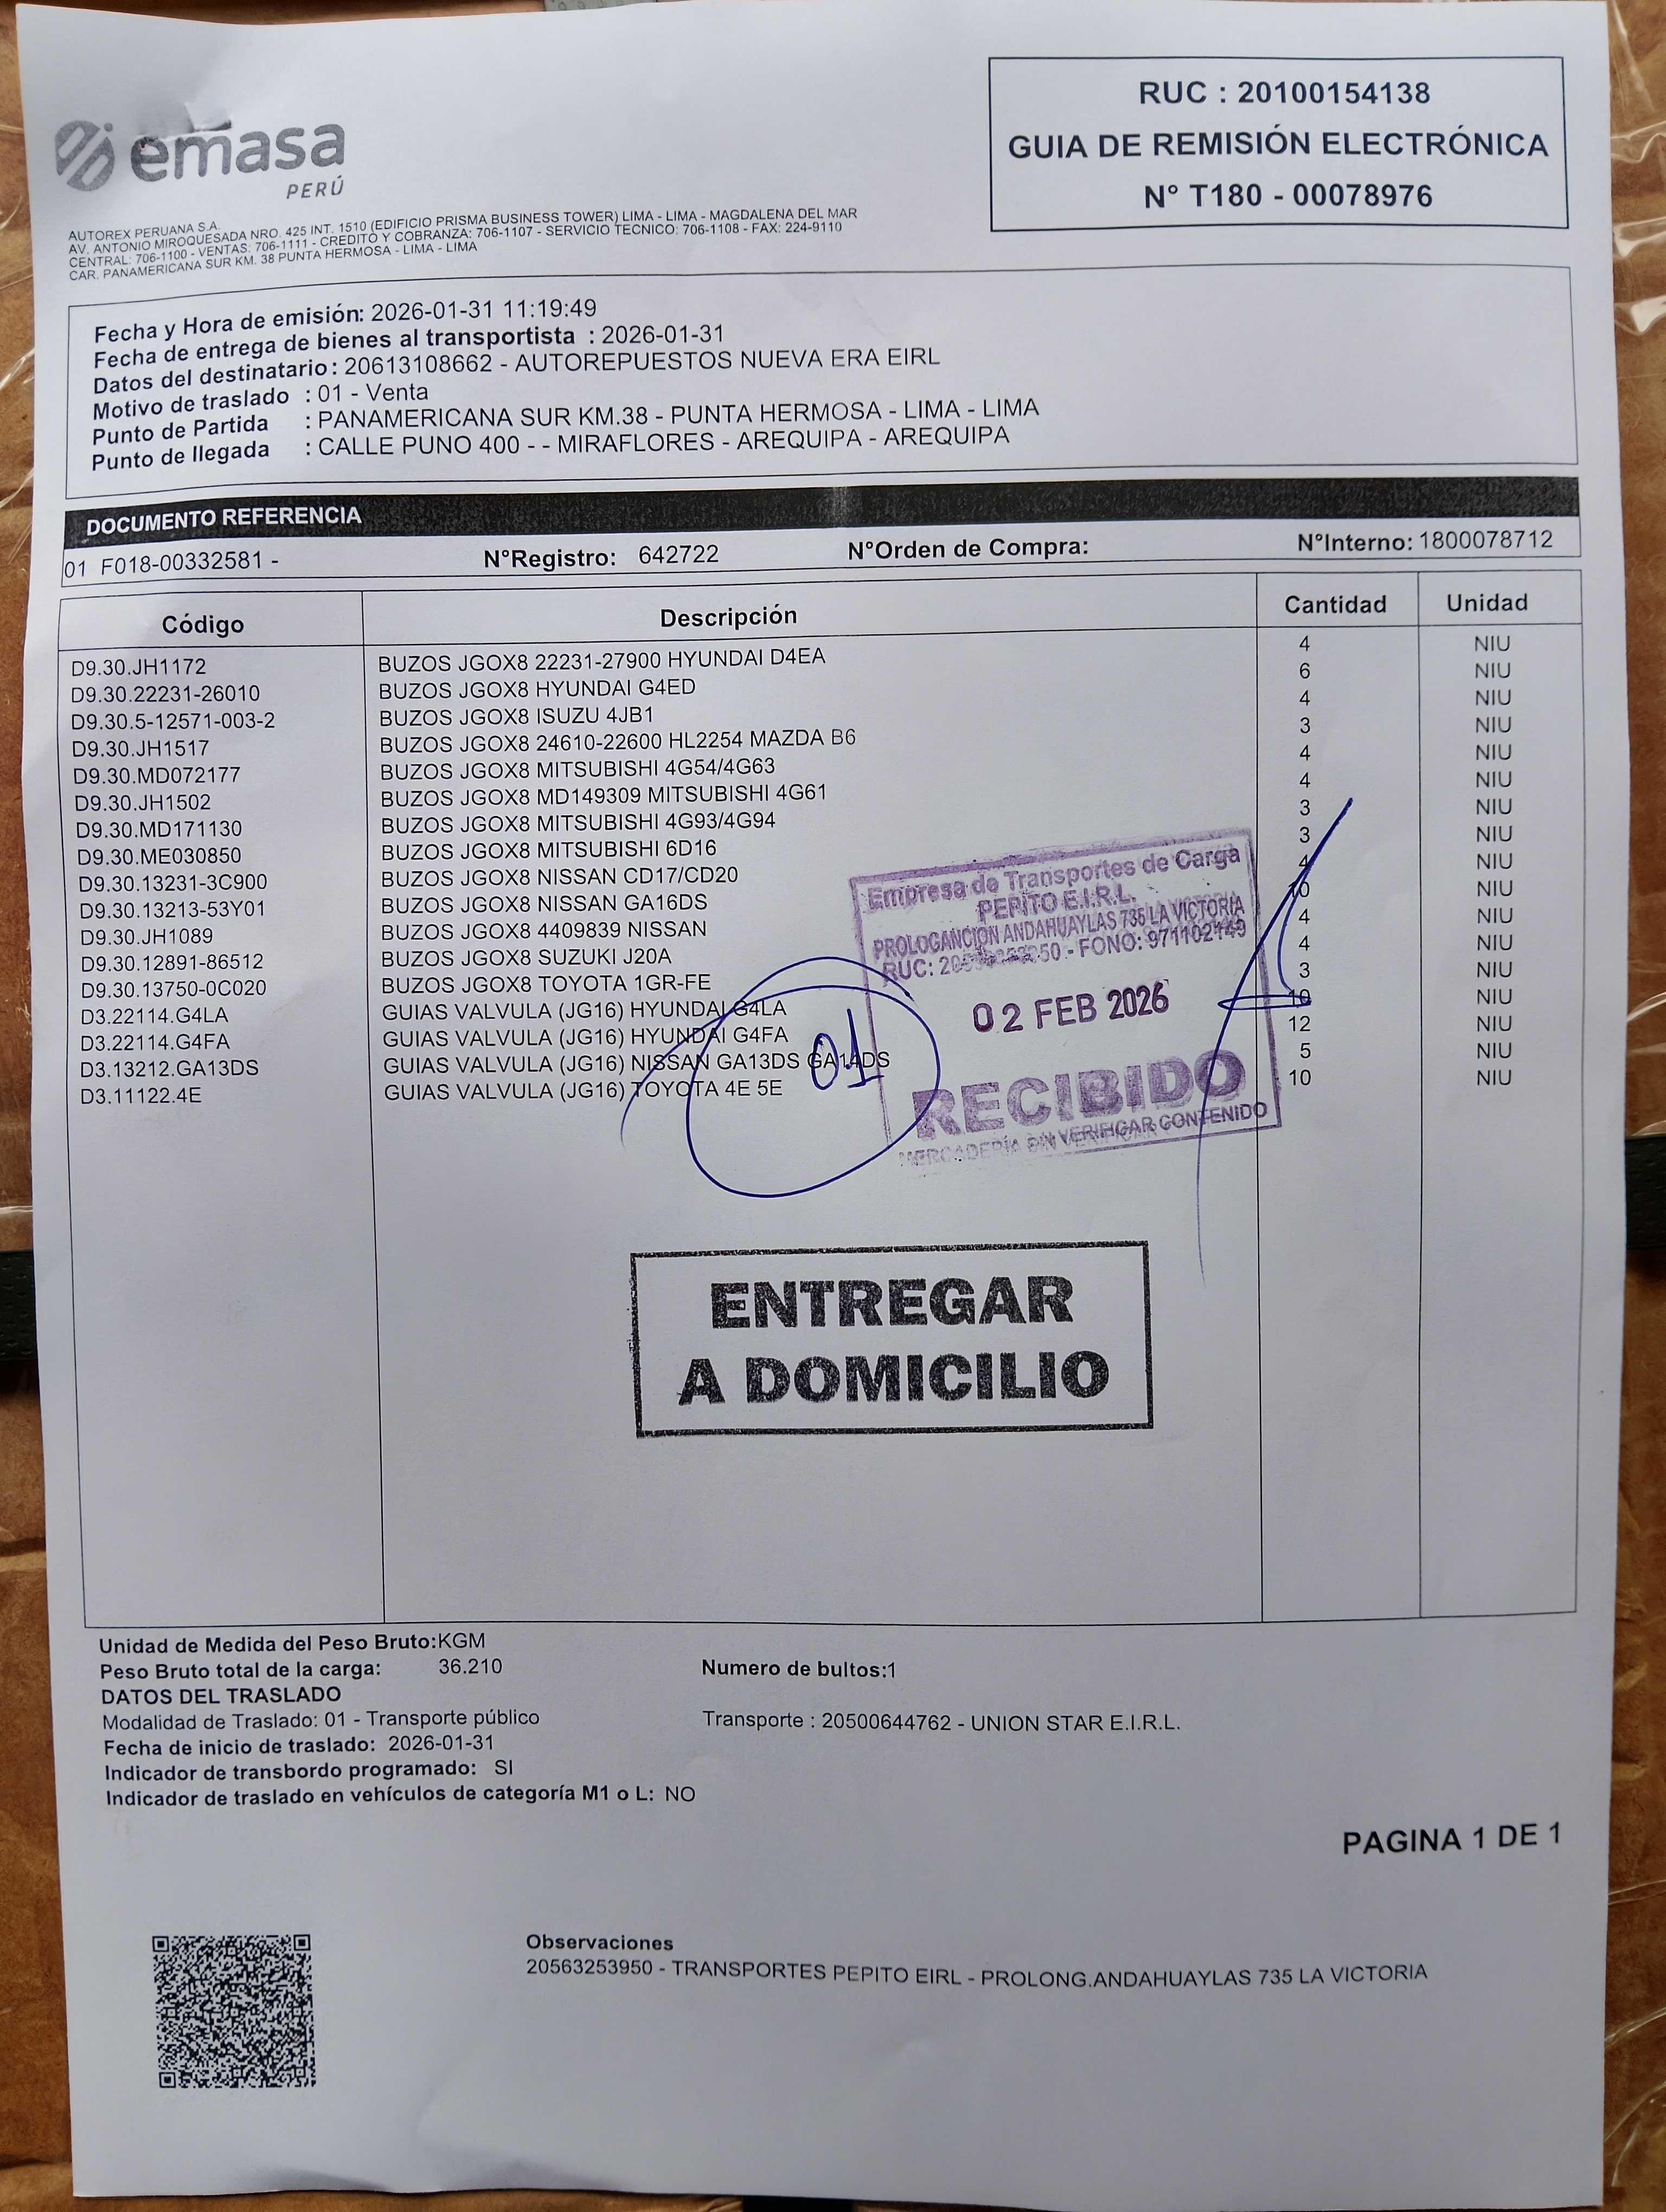 emasa
PERÚ
RUC : 20100154138
GUIA DE REMISIÓN ELECTRÓNICA
N° T180 - 00078976
AUTOREX PERUANA S.A.
AV. ANTONIO MIROQUESADA NRO. 425 INT. 1510 (EDIFICIO PRISMA BUSINESS TOWER) LIMA - LIMA - MAGDALENA DEL MAR
CENTRAL: 706-1100 - VENTAS: 706-1111 - CREDITO Y COBRANZA: 706-1107 - SERVICIO TECNICO: 706-1108 - FAX: 224-9110
CAR. PANAMERICANA SUR KM. 38 PUNTA HERMOSA - LIMA - LIMA
Fecha y Hora de emisión: 2026-01-31 11:19:49
Fecha de entrega de bienes al transportista : 2026-01-31
Datos del destinatario: 20613108662 - AUTOREPUESTOS NUEVA ERA EIRL
Motivo de traslado : 01 - Venta
Punto de Partida : PANAMERICANA SUR KM.38 - PUNTA HERMOSA - LIMA - LIMA
Punto de llegada : CALLE PUNO 400 - - MIRAFLORES - AREQUIPA - AREQUIPA
DOCUMENTO REFERENCIA
01 F018-00332581 - N°Registro: 642722 N°Orden de Compra: N°Interno: 1800078712
Código Descripción Cantidad Unidad
D9.30.JH1172 BUZOS JGOX8 22231-27900 HYUNDAI D4EA 4 NIU
D9.30.22231-26010 BUZOS JGOX8 HYUNDAI G4ED 6 NIU
D9.30.5-12571-003-2 BUZOS JGOX8 ISUZU 4JB1 4 NIU
D9.30.JH1517 BUZOS JGOX8 24610-22600 HL2254 MAZDA B6 3 NIU
D9.30.MD072177 BUZOS JGOX8 MITSUBISHI 4G54/4G63 4 NIU
D9.30.JH1502 BUZOS JGOX8 MD149309 MITSUBISHI 4G61 4 NIU
D9.30.MD171130 BUZOS JGOX8 MITSUBISHI 4G93/4G94 3 NIU
D9.30.ME030850 BUZOS JGOX8 MITSUBISHI 6D16 3 NIU
D9.30.13231-3C900 BUZOS JGOX8 NISSAN CD17/CD20 4 NIU
D9.30.13213-53Y01 BUZOS JGOX8 NISSAN GA16DS 10 NIU
D9.30.JH1089 BUZOS JGOX8 4409839 NISSAN 4 NIU
D9.30.12891-86512 BUZOS JGOX8 SUZUKI J20A 4 NIU
D9.30.13750-0C020 BUZOS JGOX8 TOYOTA 1GR-FE 3 NIU
D3.22114.G4LA GUIAS VALVULA (JG16) HYUNDAI G4LA 10 NIU
D3.22114.G4FA GUIAS VALVULA (JG16) HYUNDAI G4FA 12 NIU
D3.13212.GA13DS GUIAS VALVULA (JG16) NISSAN GA13DS GA14DS 5 NIU
D3.11122.4E GUIAS VALVULA (JG16) TOYOTA 4E 5E 10 NIU
Empresa de Transportes de Carga
PEPITO E.I.R.L.
PROLOGANCION ANDAHUAYLAS 735 LA VICTORIA
RUC: FONO:
02 FEB 2026
01
RECIBIDO
MERCADERÍA SIN VERIFICAR CONTENIDO
ENTREGAR
A DOMICILIO
Unidad de Medida del Peso Bruto:KGM
Peso Bruto total de la carga: 36.210 Numero de bultos:1
DATOS DEL TRASLADO
Modalidad de Traslado: 01 - Transporte público Transporte : 20500644762 - UNION STAR E.I.R.L.
Fecha de inicio de traslado: 2026-01-31
Indicador de transbordo programado: SI
Indicador de traslado en vehículos de categoría M1 o L: NO
PAGINA 1 DE 1
Observaciones
20563253950 - TRANSPORTES PEPITO EIRL - PROLONG.ANDAHUAYLAS 735 LA VICTORIA